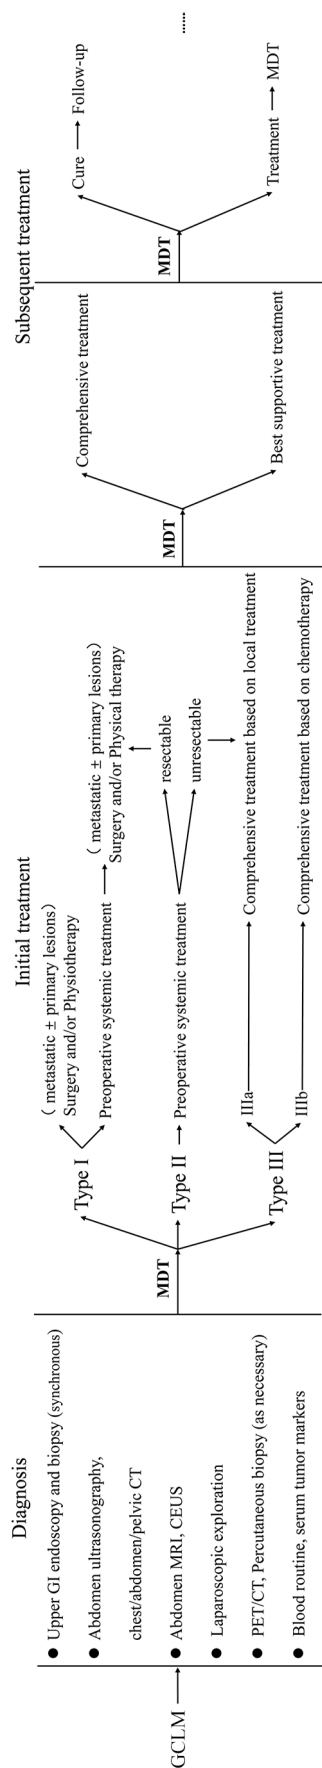 GCLM
Diagnosis
Upper GI endoscopy and biopsy (synchronous)
Abdomen ultrasonography,
chest/abdomen/pelvic CT
Abdomen MRI, CEUS
Laparoscopic exploration
PET/CT, Percutaneous biopsy (as necessary)
Blood routine, serum tumor markers
MDT
Initial treatment
Type I
( metastatic ± primary lesions)
Surgery and/or Physiotherapy
Preoperative systemic treatment
( metastatic ± primary lesions)
Surgery and/or Physical therapy
Type II
Preoperative systemic treatment
resectable
unresectable
Type III
IIIa
Comprehensive treatment based on local treatment
IIIb
Comprehensive treatment based on chemotherapy
MDT
Subsequent treatment
Comprehensive treatment
Best supportive treatment
MDT
Cure
Follow-up
Treatment
MDT
......